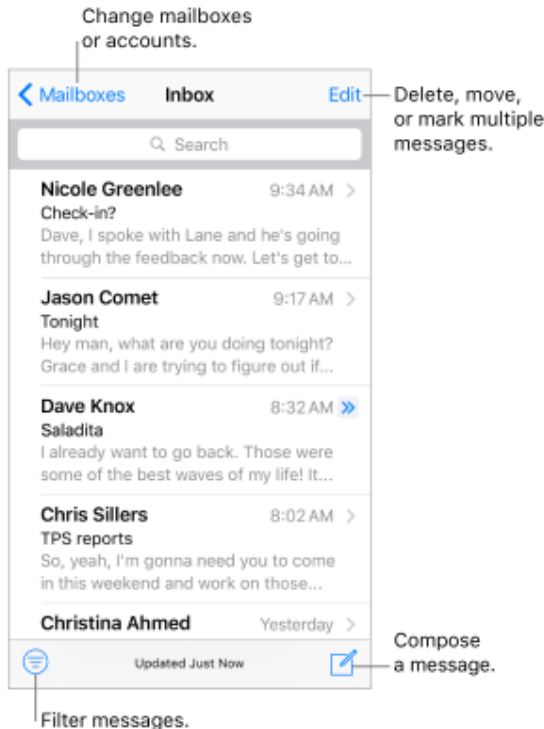 Change mailboxes
or accounts.
Mailboxes Inbox Edit
Delete, move,
or mark multiple
messages.
Search
Nicole Greenlee 9:34 AM
Check-in?
Dave, I spoke with Lane and he's going
through the feedback now. Let's get to...
Jason Comet 9:17 AM
Tonight
Hey man, what are you doing tonight?
Grace and I are trying to figure out if...
Dave Knox 8:32 AM
Saladita
I already want to go back. Those were
some of the best waves of my life! It...
Chris Sillers 8:02 AM
TPS reports
So, yeah, I'm gonna need you to come
in this weekend and work on those...
Christina Ahmed Yesterday
Updated Just Now
Compose
a message.
Filter messages.